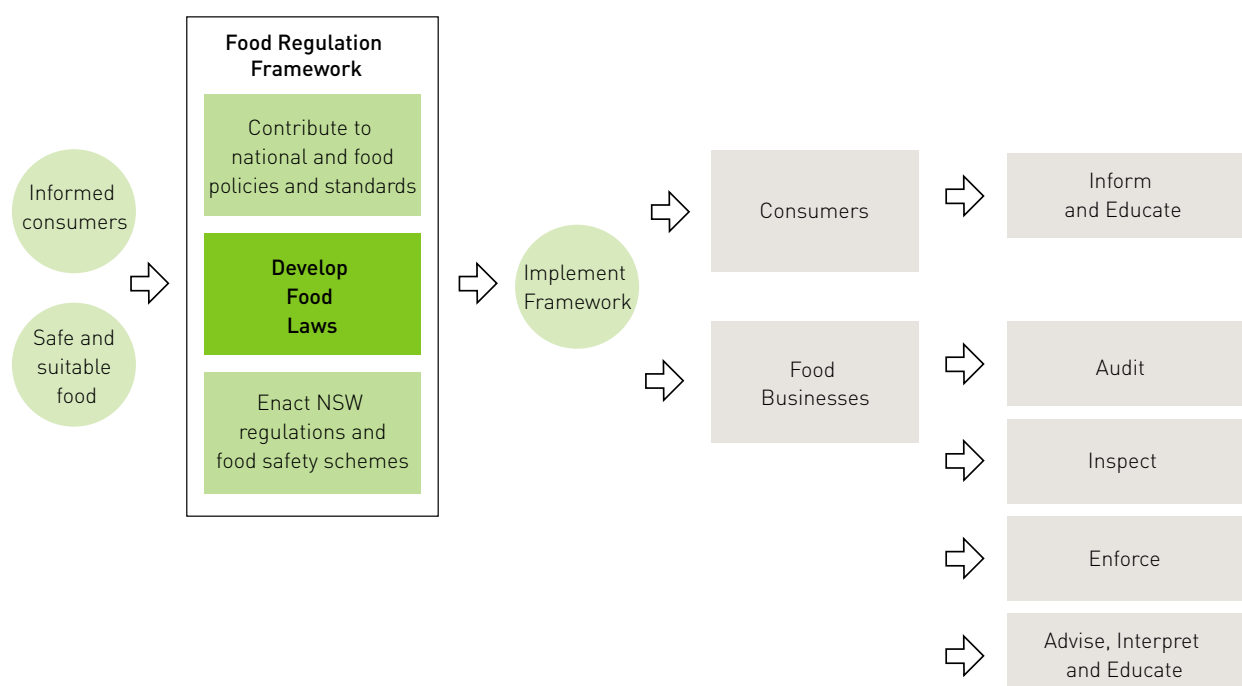 Food Regulation
Framework
Contribute to
national and food
policies and standards
Informed
consumers
Develop
Food
Laws
Safe and
suitable
food
Enact NSW
regulations and
food safety schemes
Implement
Framework
Consumers
Inform
and Educate
Food
Businesses
Audit
Inspect
Enforce
Advise, Interpret
and Educate